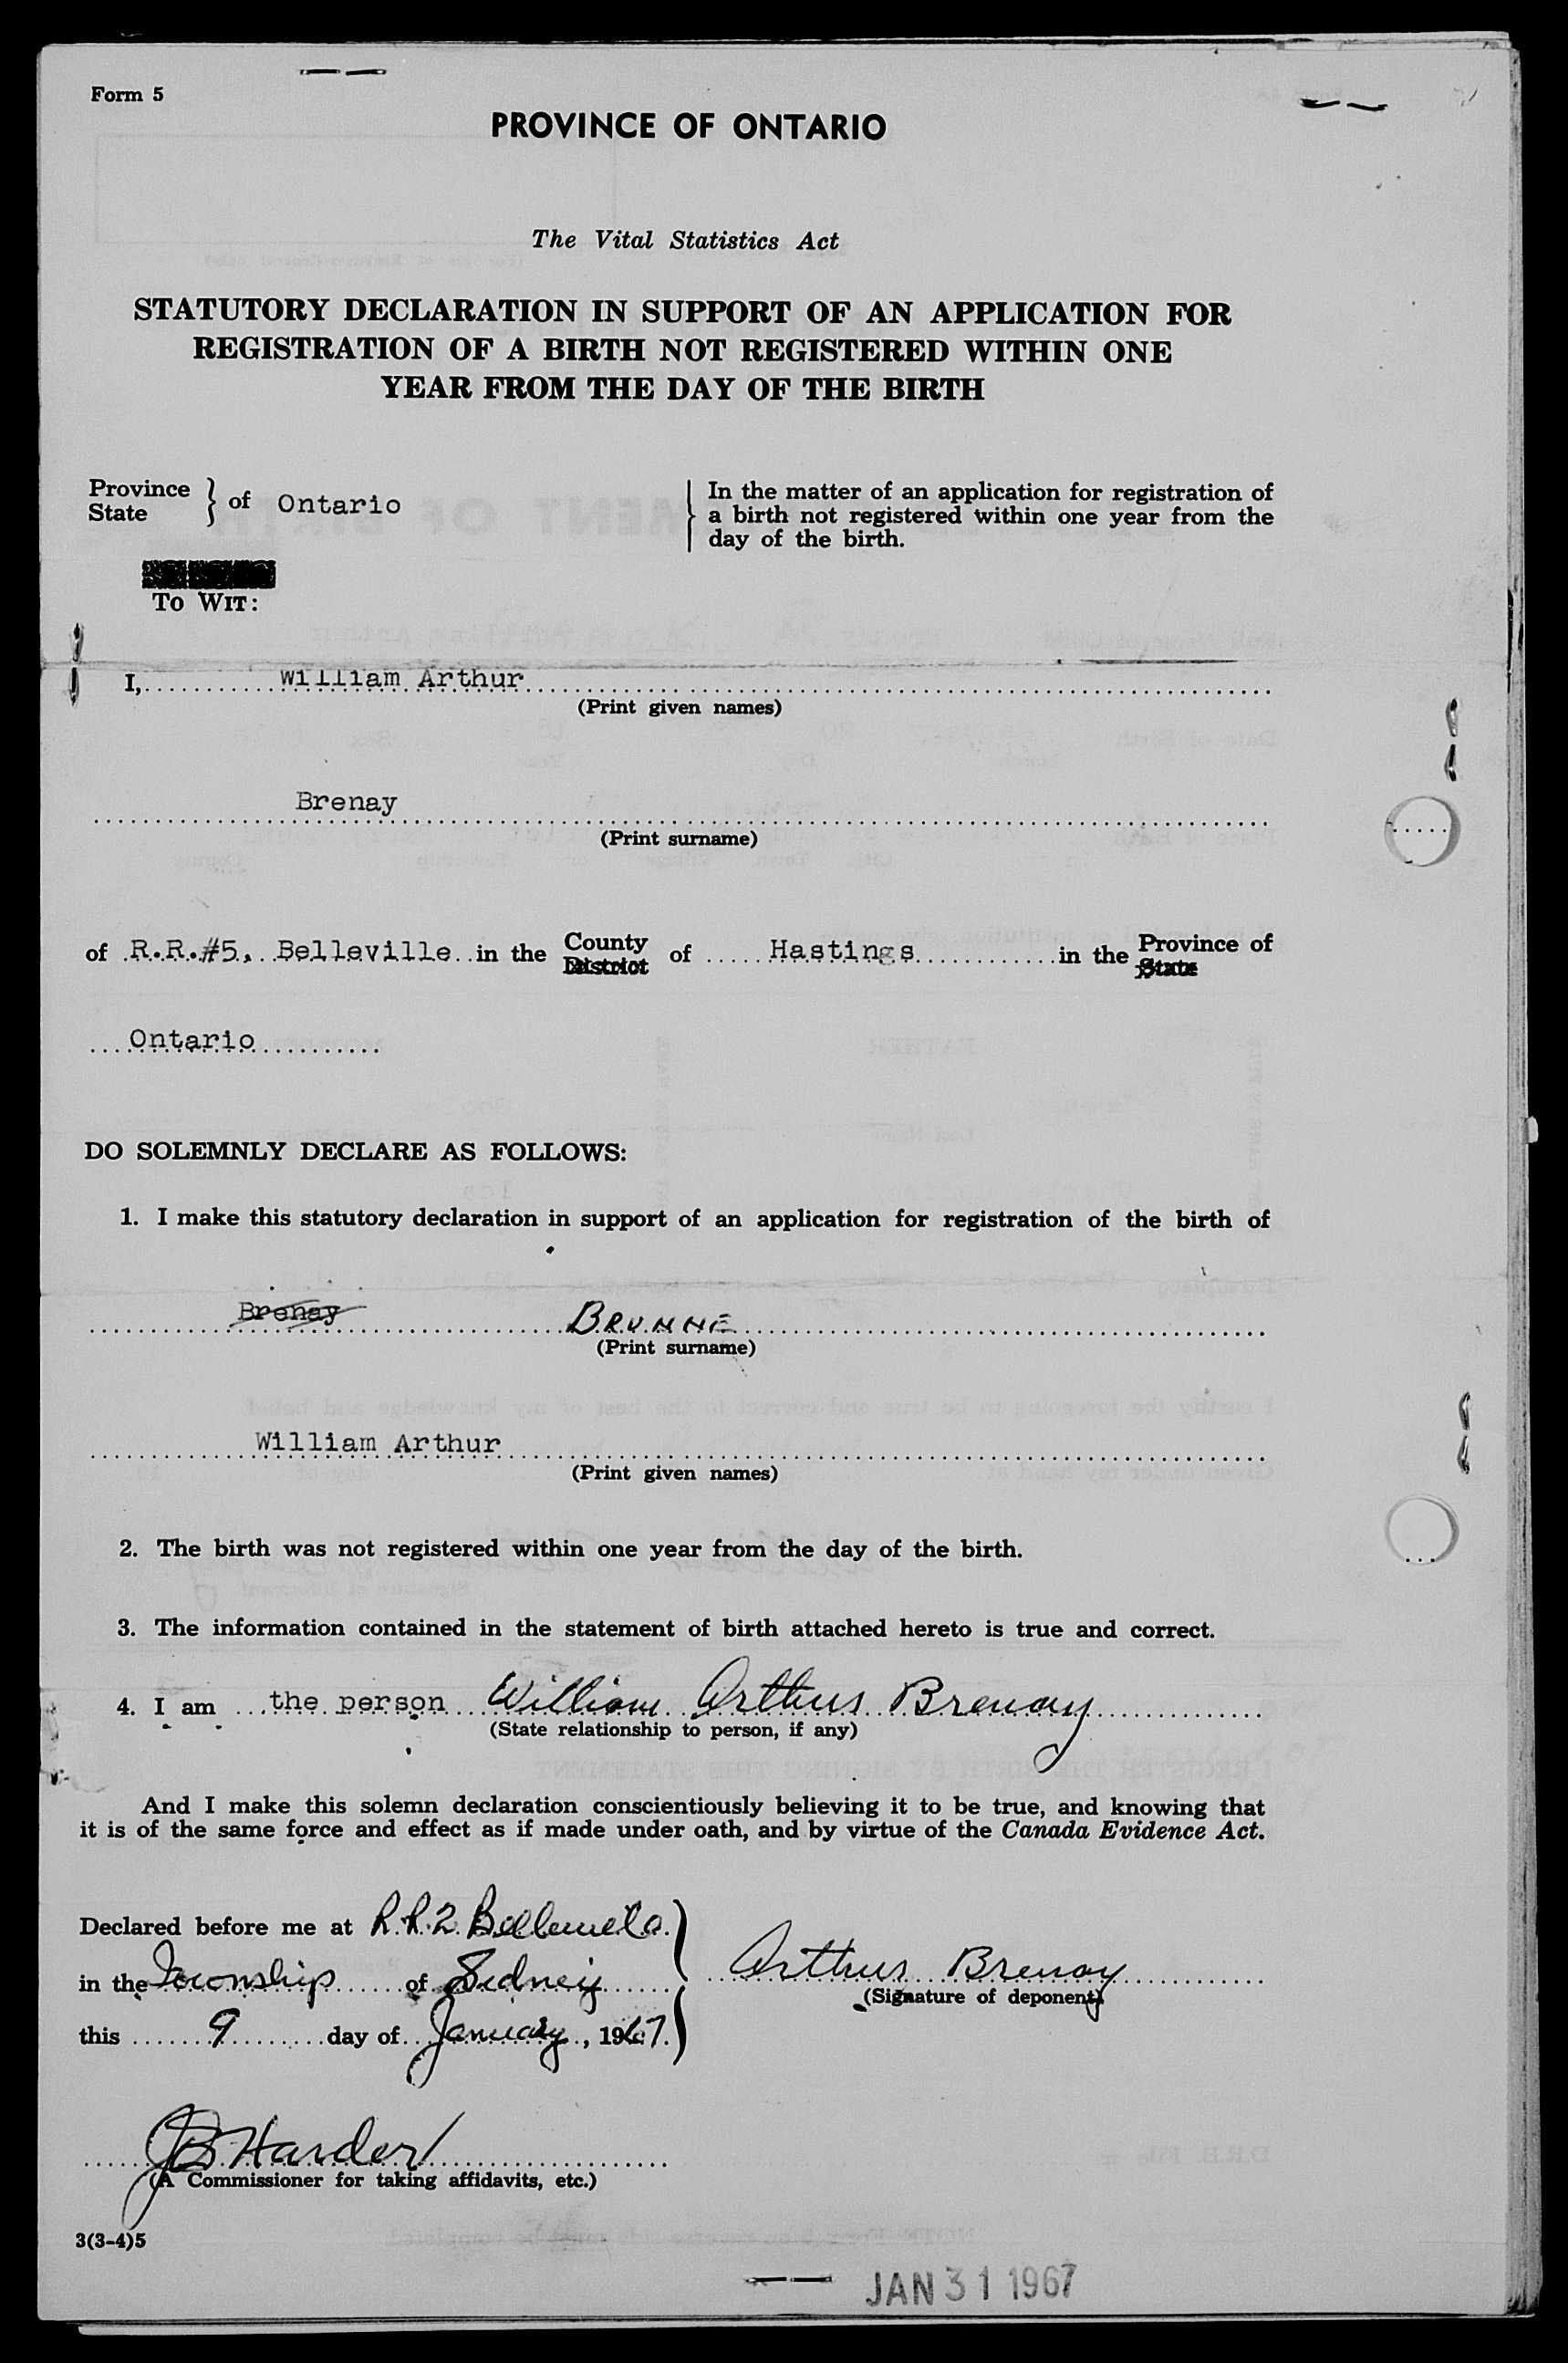 Form 5
PROVINCE OF ONTARIO
The Vital Statistics Act
STATUTORY DECLARATION IN SUPPORT OF AN APPLICATION FOR
REGISTRATION OF A BIRTH NOT REGISTERED WITHIN ONE
YEAR FROM THE DAY OF THE BIRTH
Province
State } of Ontario
In the matter of an application for registration of
a birth not registered within one year from the
day of the birth.
TO WIT:
I, William Arthur
(Print given names)
Brenay
(Print surname)
of R.R.#5, Belleville in the County District of Hastings in the Province of State
Ontario
DO SOLEMNLY DECLARE AS FOLLOWS:
1. I make this statutory declaration in support of an application for registration of the birth of
Brenay BRUNNE
(Print surname)
William Arthur
(Print given names)
2. The birth was not registered within one year from the day of the birth.
3. The information contained in the statement of birth attached hereto is true and correct.
4. I am the person William Arthur Brenay
(State relationship to person, if any)
And I make this solemn declaration conscientiously believing it to be true, and knowing that
it is of the same force and effect as if made under oath, and by virtue of the Canada Evidence Act.
Declared before me at R.R.2 Belleville
in the Township of Sidney
Arthur Brenay
(Signature of deponent)
this 9 day of January, 1967
JB Harder
(A Commissioner for taking affidavits, etc.)
3(3-4)5
JAN 31 1967